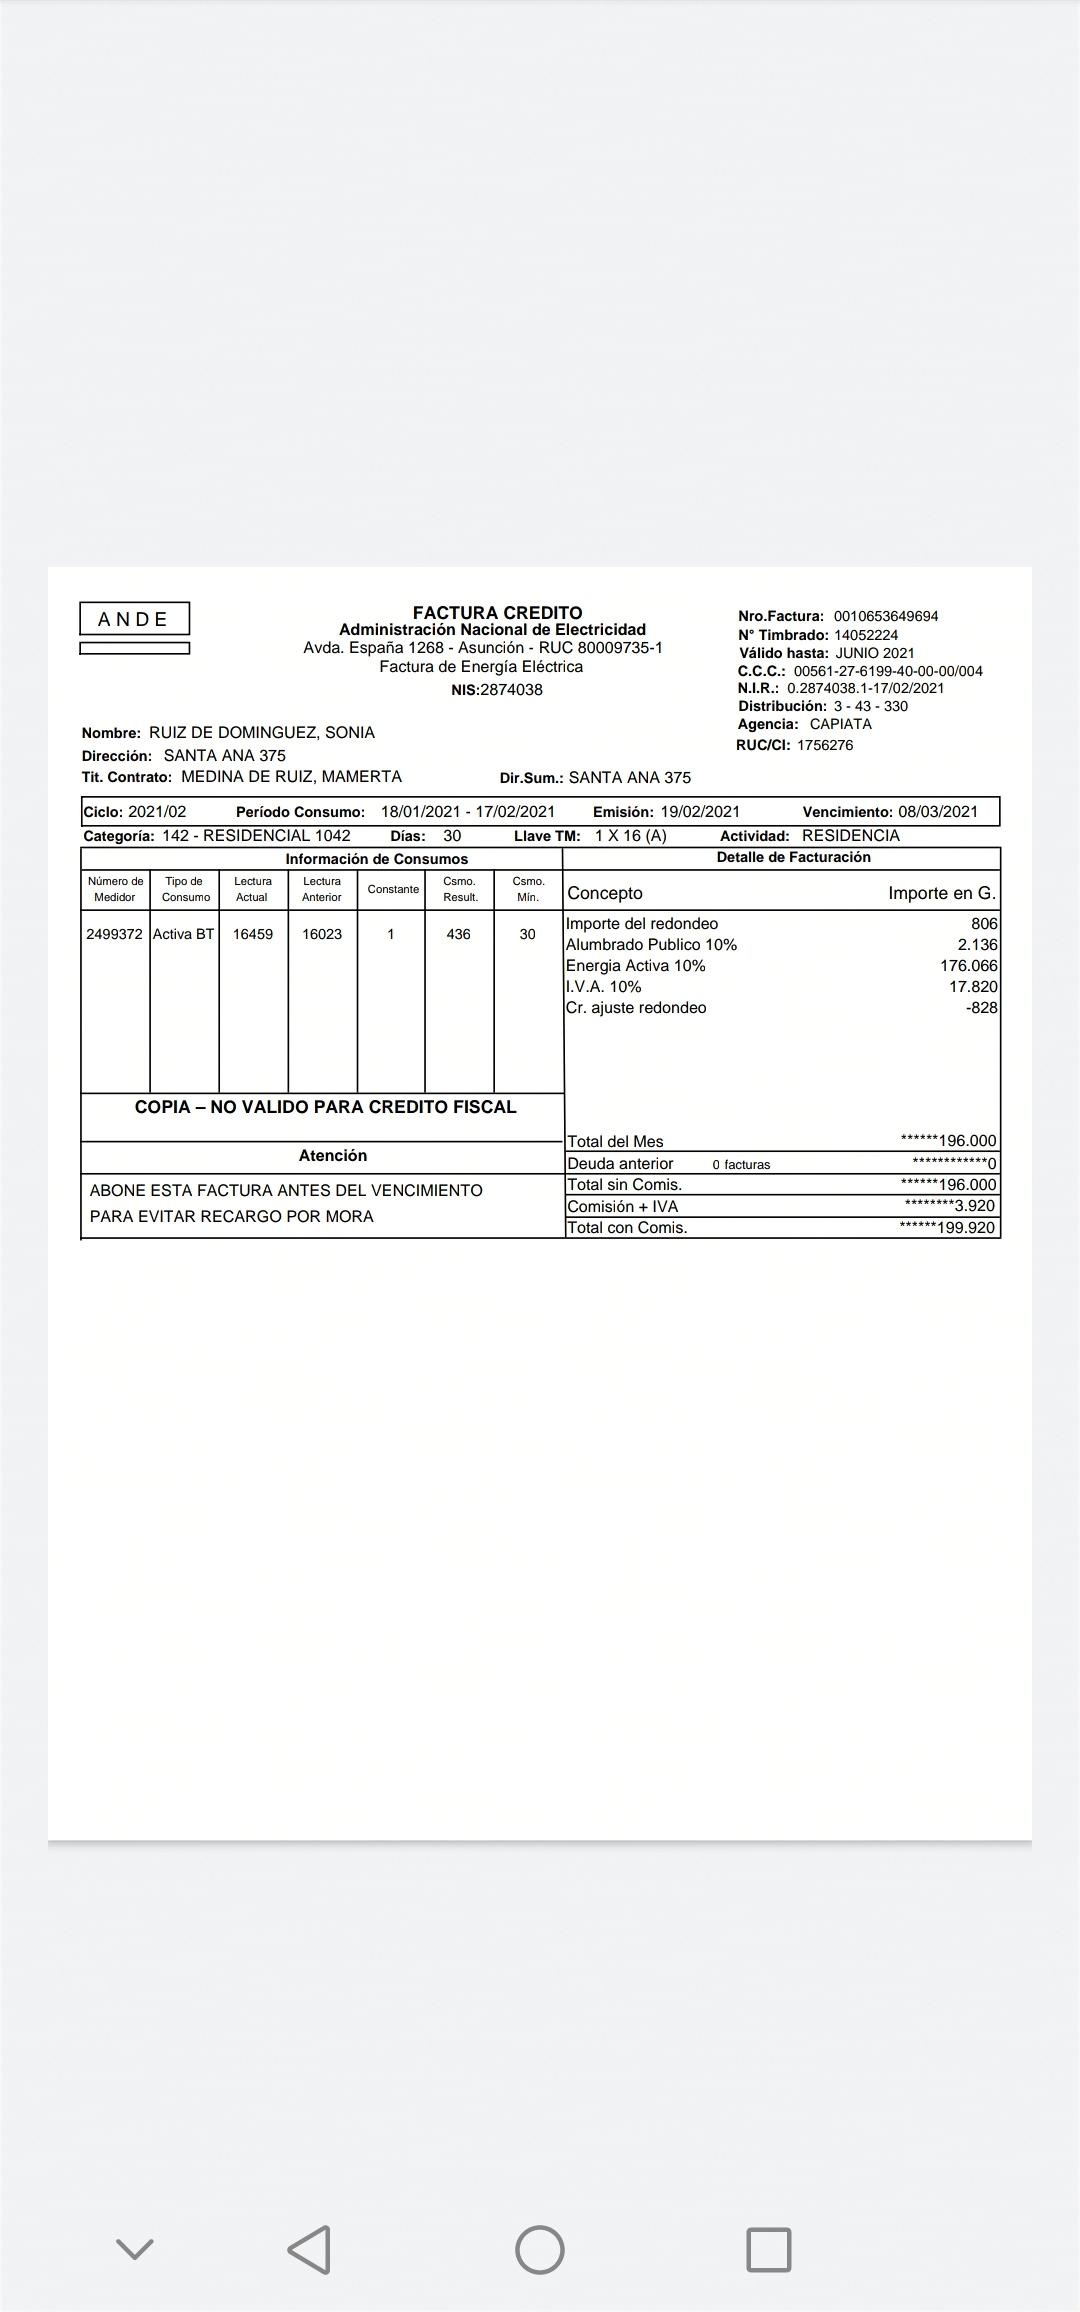 ANDE
FACTURA CREDITO
Administración Nacional de Electricidad
Avda. España 1268 - Asunción - RUC 80009735-1
Factura de Energía Eléctrica
NIS:2874038
Nro.Factura: 0010653649694
N° Timbrado: 14052224
Válido hasta: JUNIO 2021
C.C.C.: 00561-27-6199-40-00-00/004
N.I.R.: 0.2874038.1-17/02/2021
Distribución: 3 - 43 - 330
Agencia: CAPIATA
RUC/CI: 1756276
Nombre: RUIZ DE DOMINGUEZ, SONIA
Dirección: SANTA ANA 375
Tit. Contrato: MEDINA DE RUIZ, MAMERTA Dir.Sum.: SANTA ANA 375
Ciclo: 2021/02 Período Consumo: 18/01/2021 - 17/02/2021 Emisión: 19/02/2021 Vencimiento: 08/03/2021
Categoría: 142 - RESIDENCIAL 1042 Días: 30 Llave TM: 1 X 16 (A) Actividad: RESIDENCIA
Información de Consumos
Número de Medidor Tipo de Consumo Lectura Actual Lectura Anterior Constante Csmo. Result. Csmo. Mín.
2499372 Activa BT 16459 16023 1 436 30
COPIA – NO VALIDO PARA CREDITO FISCAL
Atención
ABONE ESTA FACTURA ANTES DEL VENCIMIENTO
PARA EVITAR RECARGO POR MORA
Detalle de Facturación
Concepto Importe en G.
Importe del redondeo 806
Alumbrado Publico 10% 2.136
Energia Activa 10% 176.066
I.V.A. 10% 17.820
Cr. ajuste redondeo -828
Total del Mes ******196.000
Deuda anterior 0 facturas ************0
Total sin Comis. ******196.000
Comisión + IVA ********3.920
Total con Comis. ******199.920